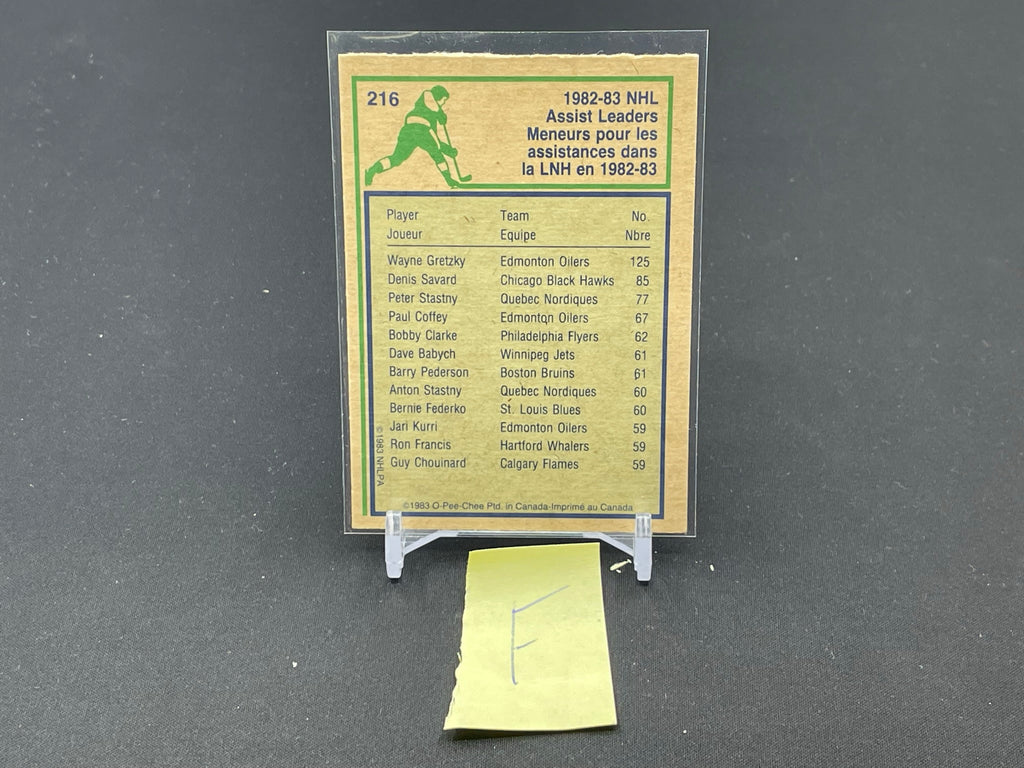 216
1982-83 NHL
Assist Leaders
Meneurs pour les
assistances dans
la LNH en 1982-83
Player Team No.
Joueur Equipe Nbre
Wayne Gretzky Edmonton Oilers 125
Denis Savard Chicago Black Hawks 85
Peter Stastny Quebec Nordiques 77
Paul Coffey Edmonton Oilers 67
Bobby Clarke Philadelphia Flyers 62
Dave Babych Winnipeg Jets 61
Barry Pederson Boston Bruins 61
Anton Stastny Quebec Nordiques 60
Bernie Federko St. Louis Blues 60
Jari Kurri Edmonton Oilers 59
Ron Francis Hartford Whalers 59
Guy Chouinard Calgary Flames 59
©1983 NHLPA
©1983 O-Pee-Chee Ptd. in Canada-Imprimé au Canada
F